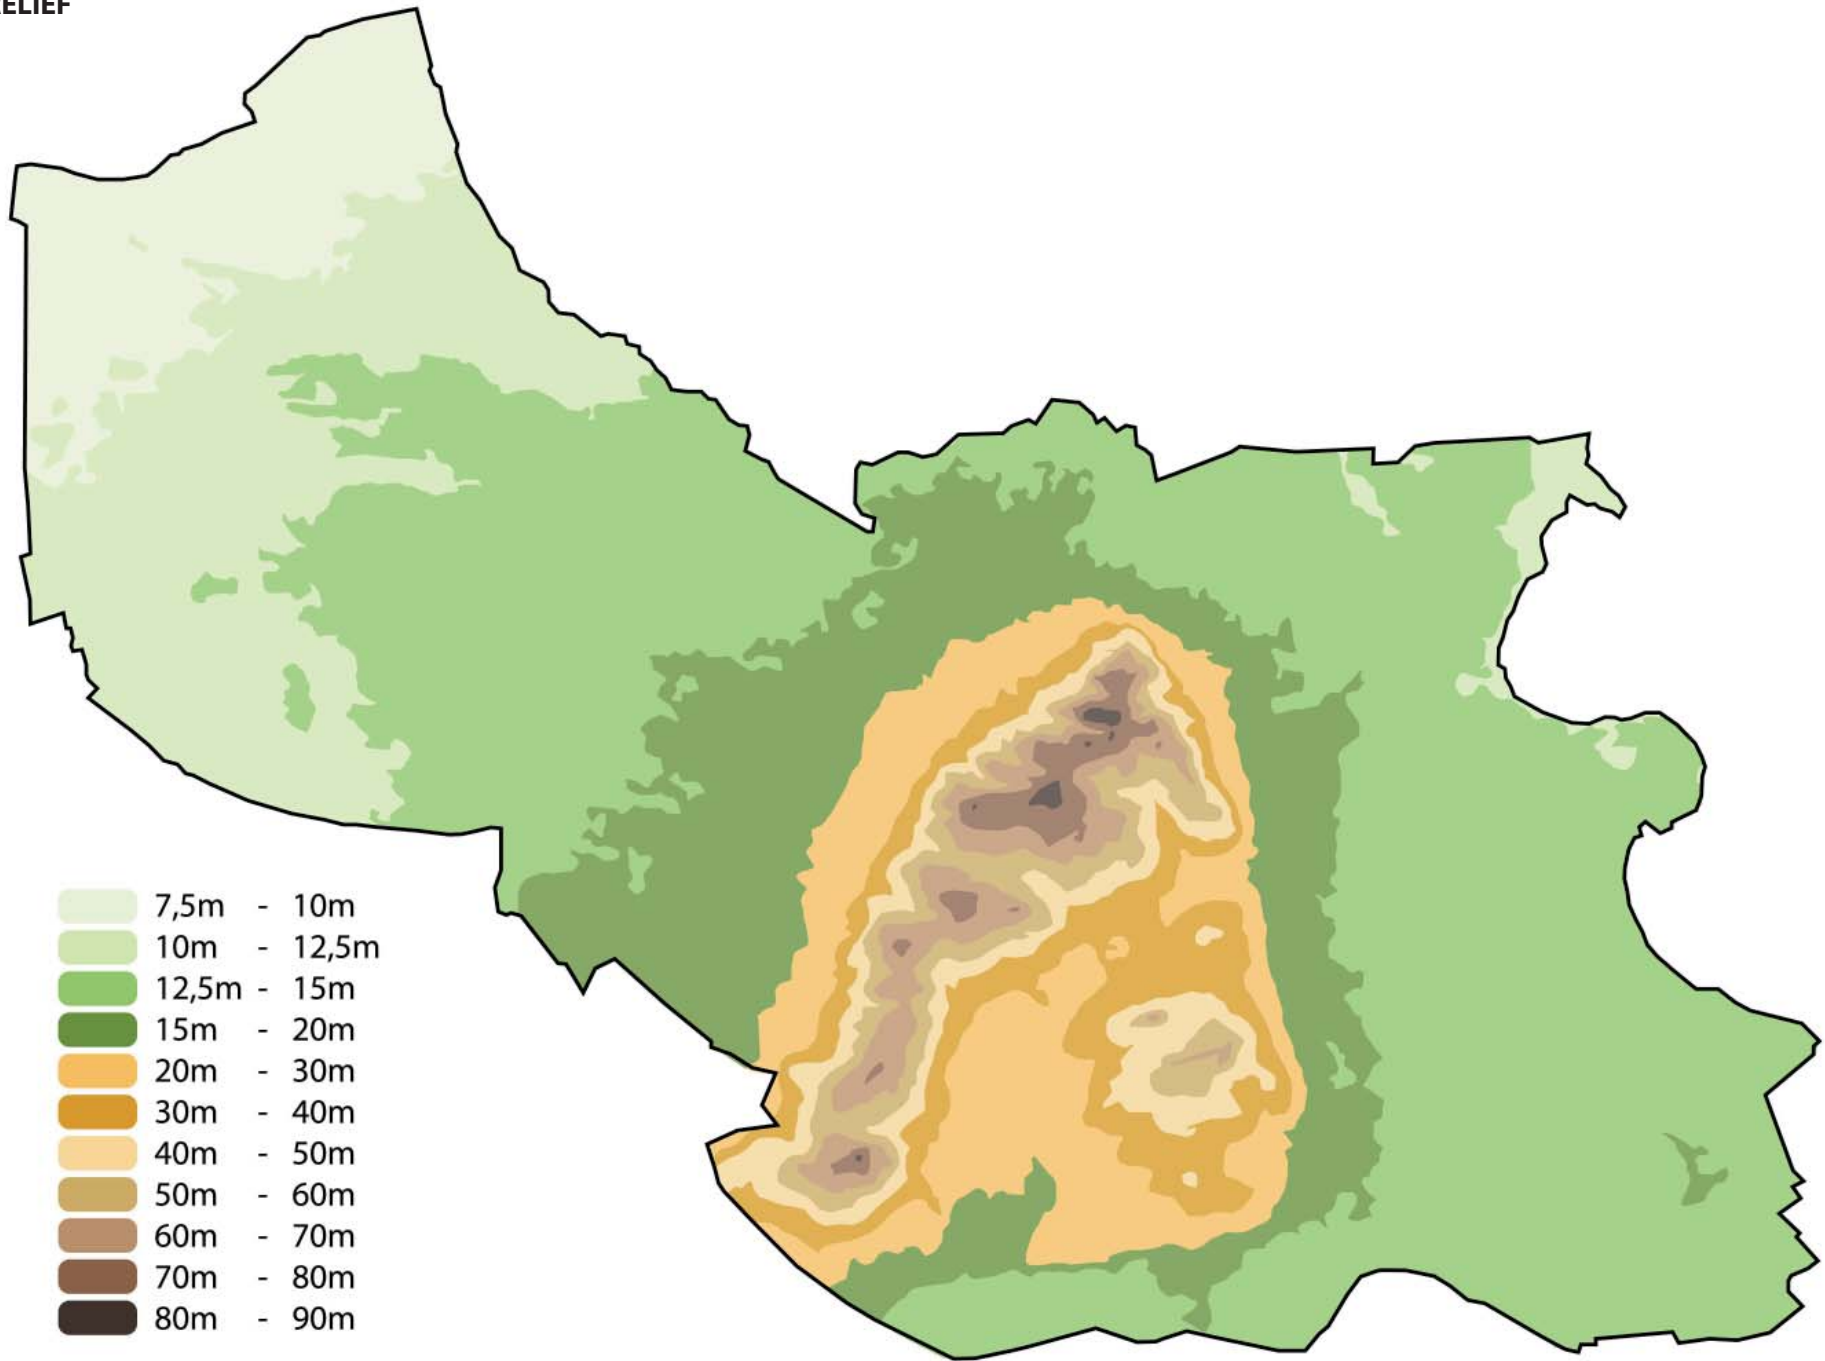 ELIEF
7,5m - 10m
10m - 12,5m
12,5m - 15m
15m - 20m
20m - 30m
30m - 40m
40m - 50m
50m - 60m
60m - 70m
70m - 80m
80m - 90m